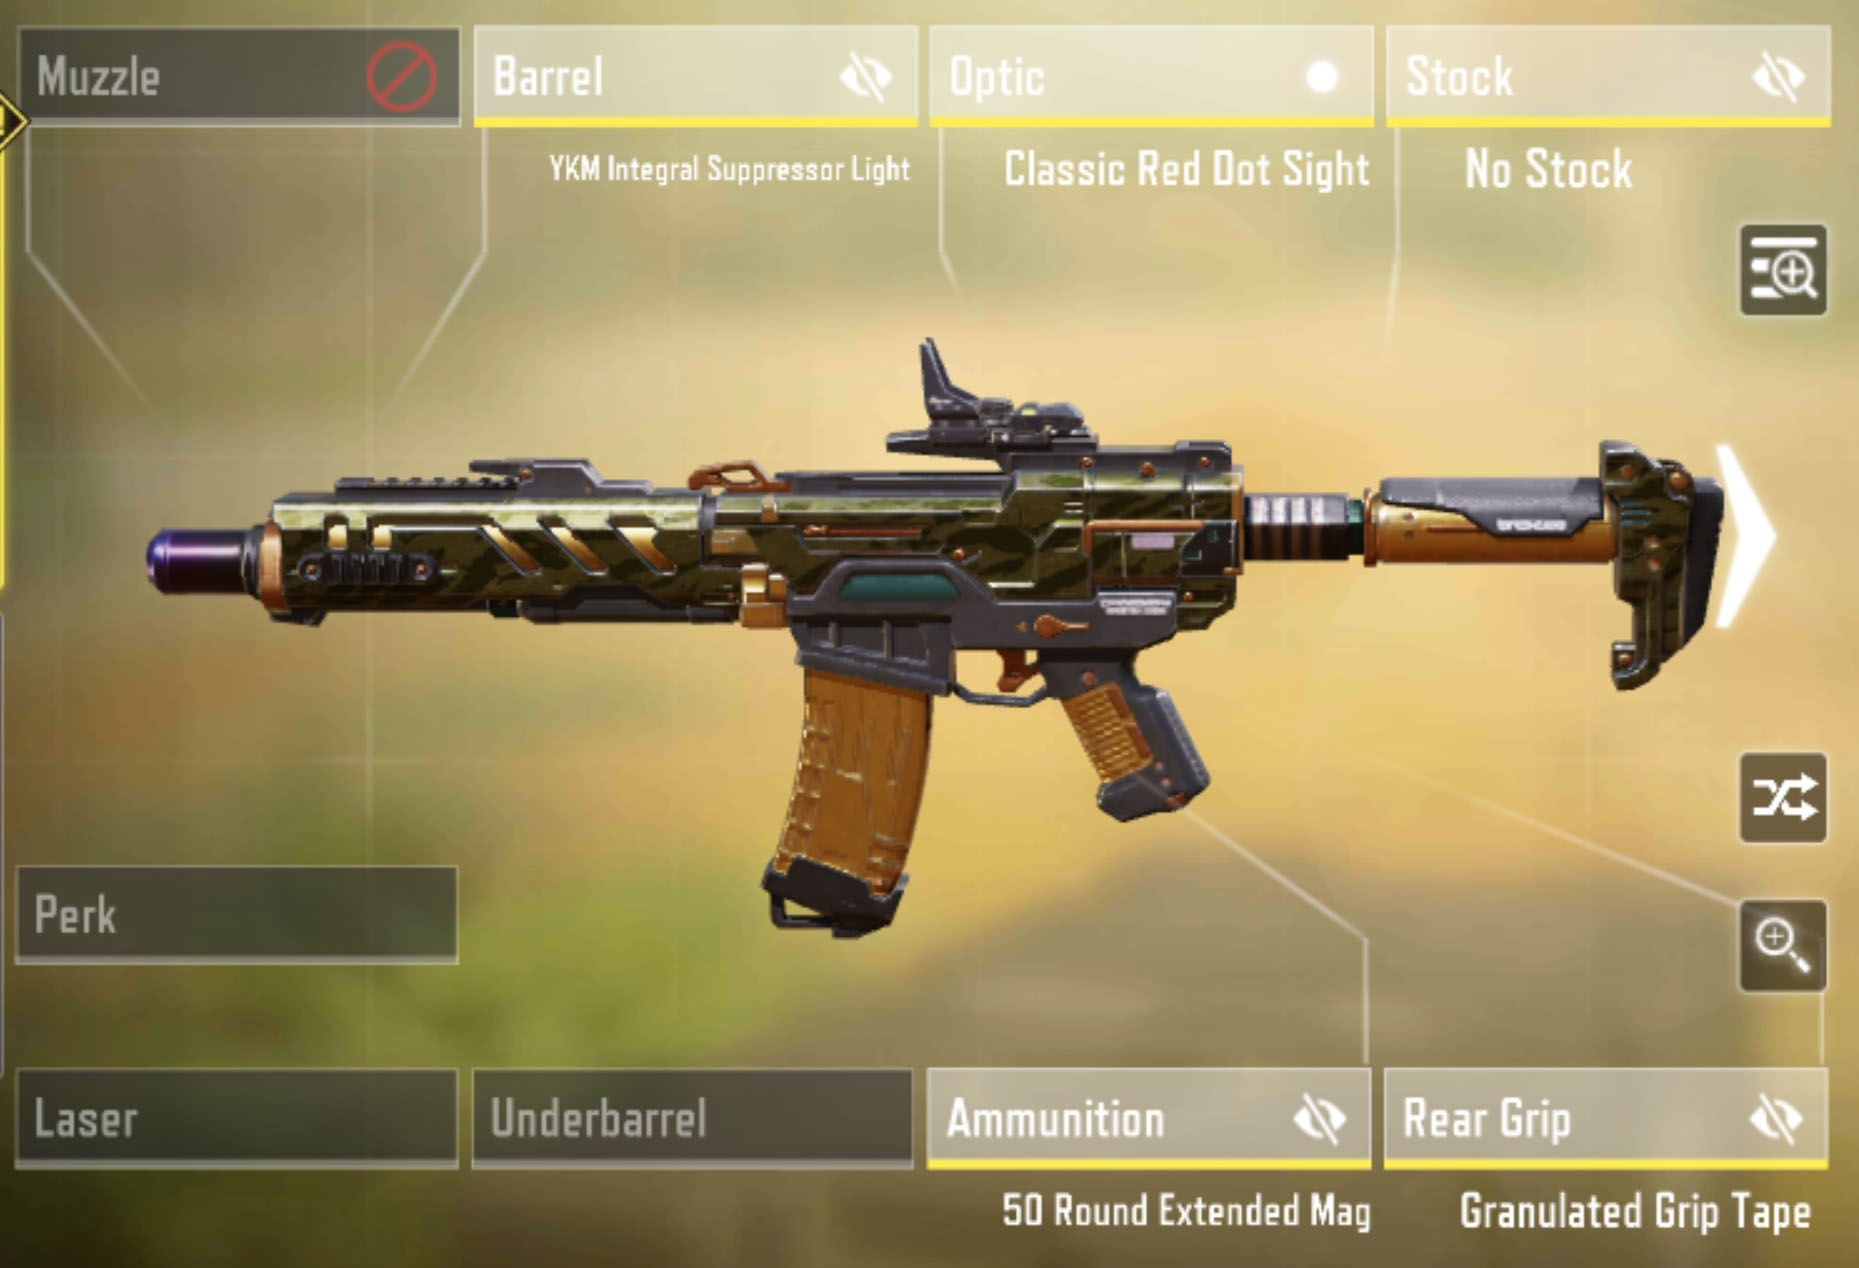 Muzzle
Barrel
Optic
Stock
YKM Integral Suppressor Light
Classic Red Dot Sight
No Stock
Perk
Laser
Underbarrel
Ammunition
Rear Grip
50 Round Extended Mag
Granulated Grip Tape